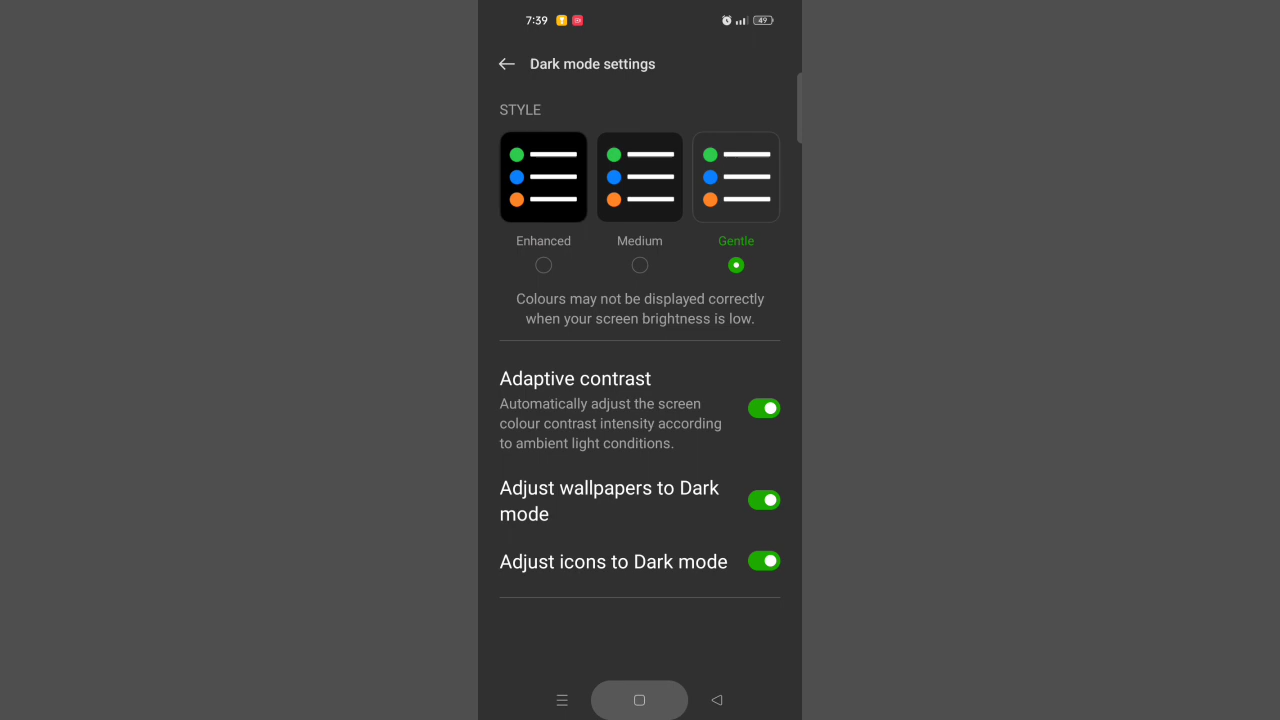 7:39
49
Dark mode settings
STYLE
Enhanced
Medium
Gentle
Colours may not be displayed correctly
when your screen brightness is low.
Adaptive contrast
Automatically adjust the screen
colour contrast intensity according
to ambient light conditions.
Adjust wallpapers to Dark
mode
Adjust icons to Dark mode